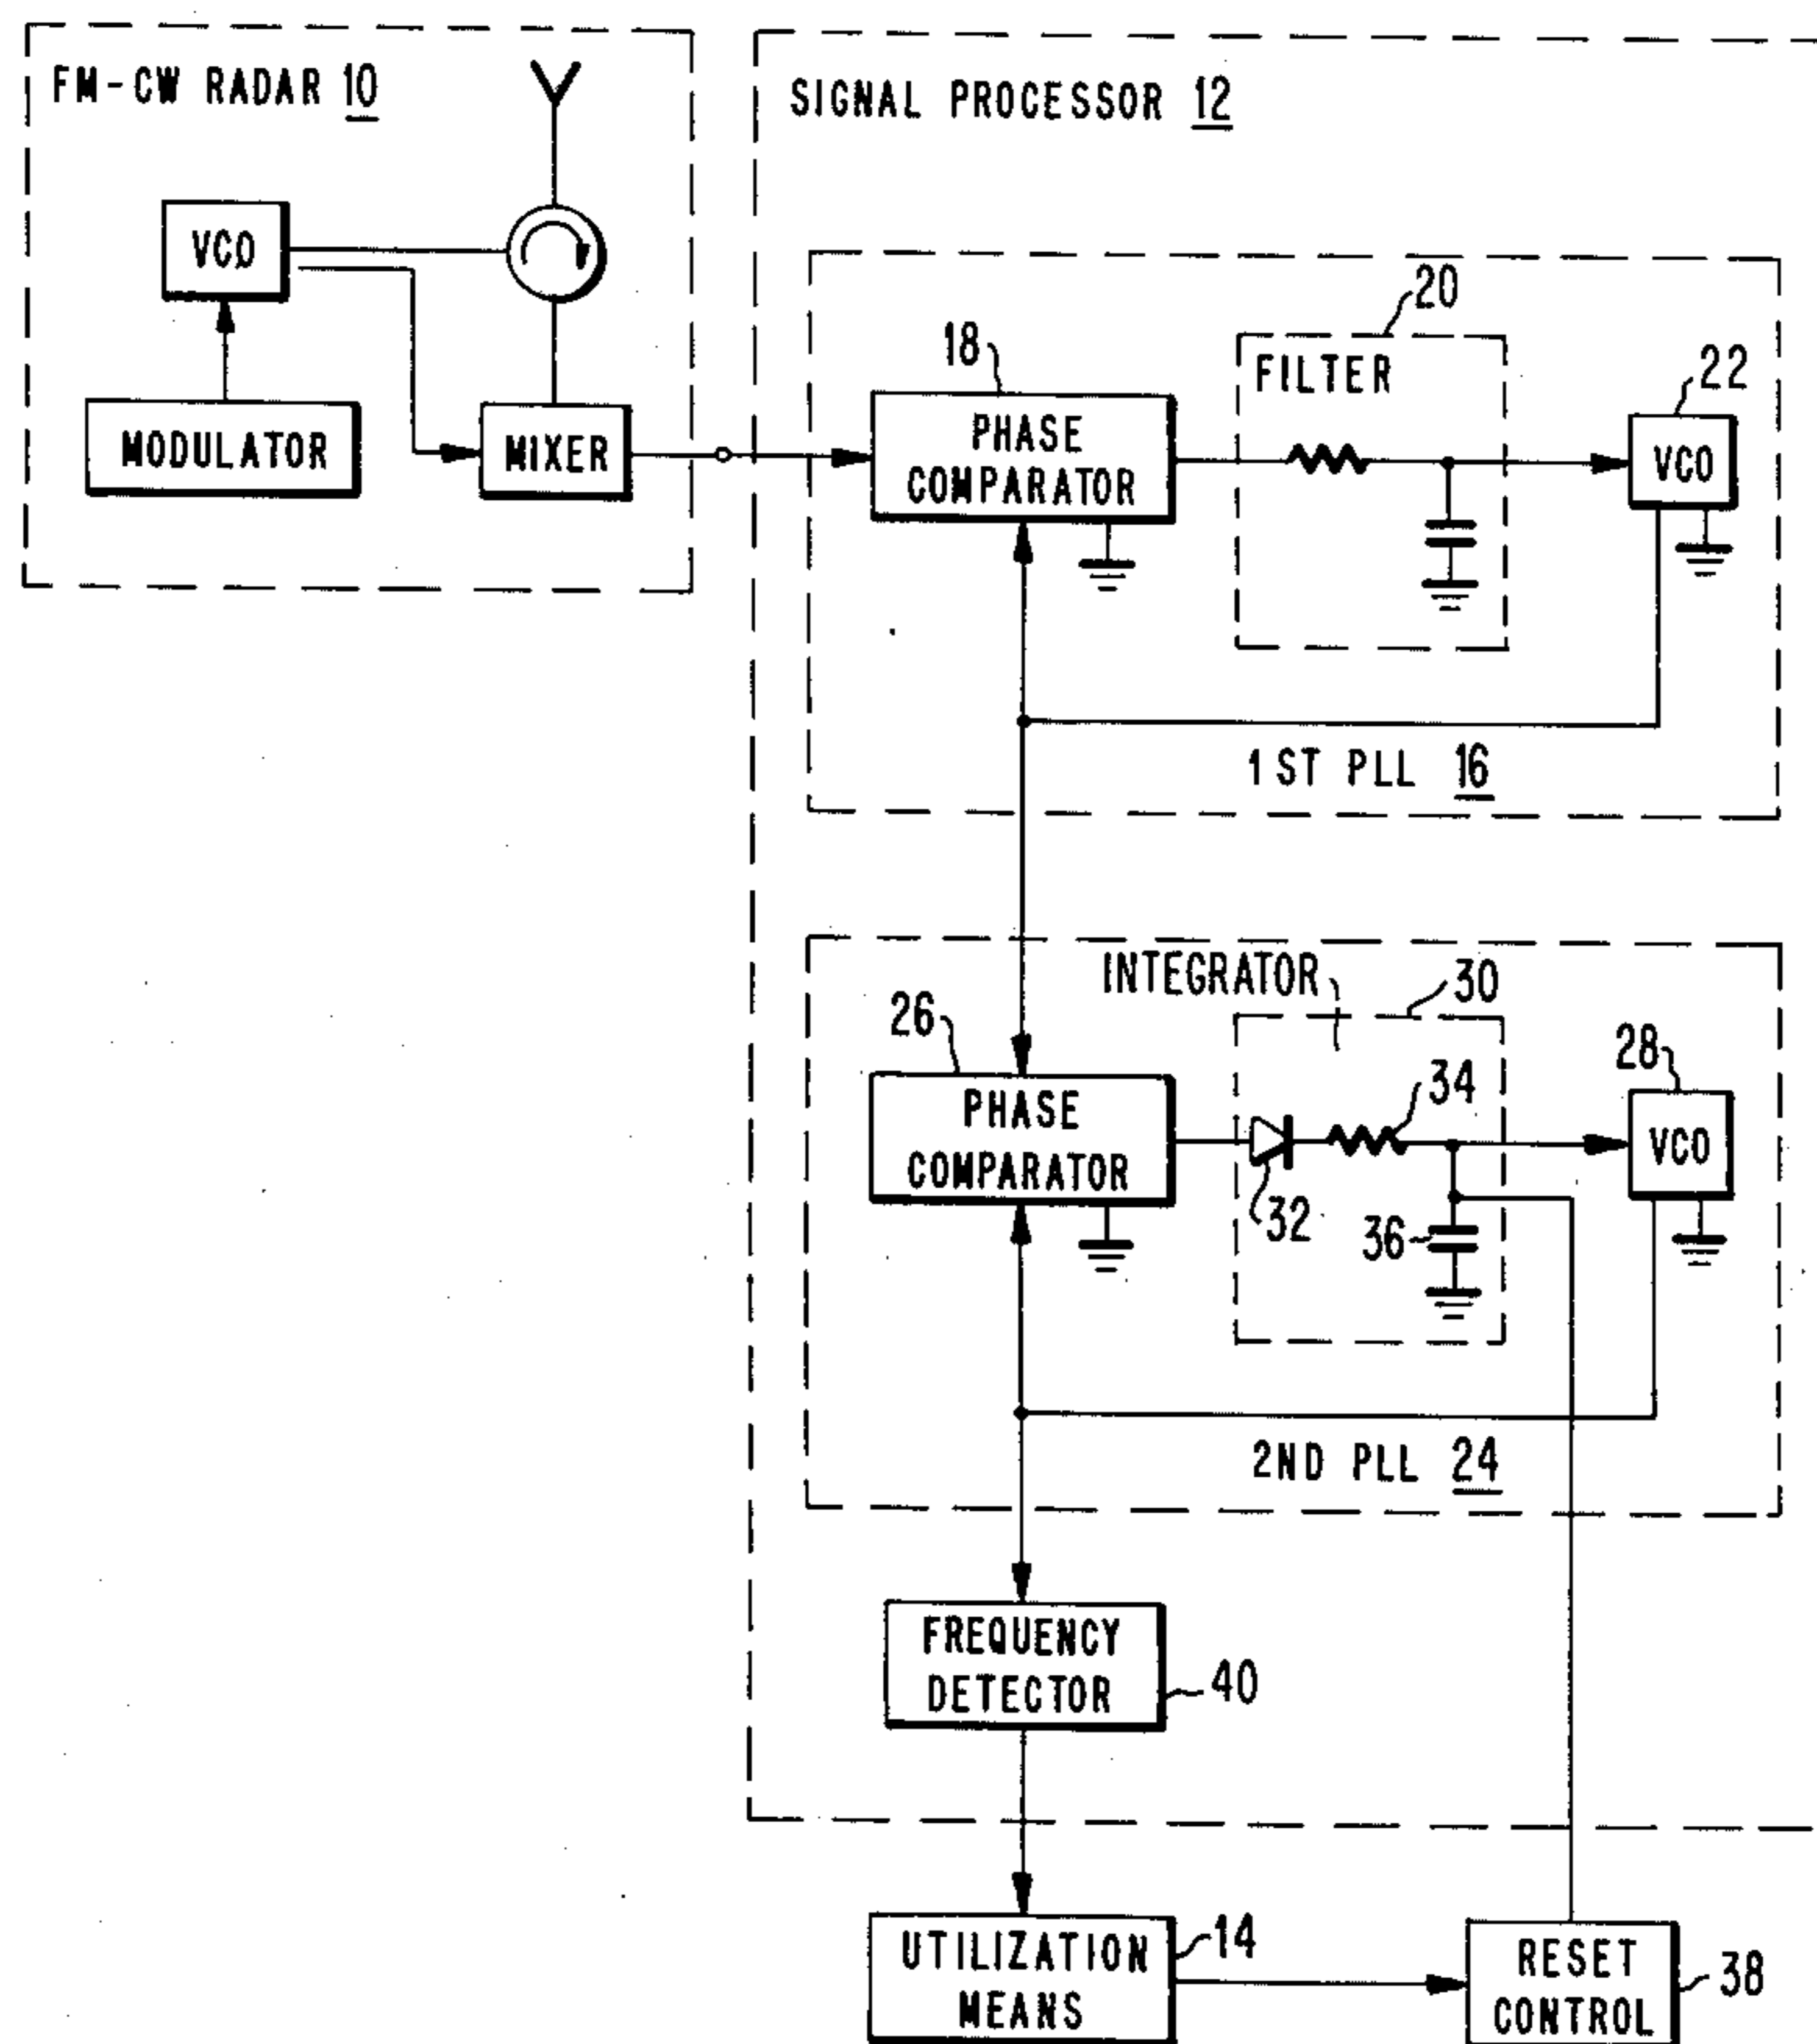 FM-CW RADAR 10
VCO
MODULATOR
MIXER
SIGNAL PROCESSOR 12
18
PHASE
COMPARATOR
20
FILTER
22
VCO
1ST PLL 16
INTEGRATOR
30
26
PHASE
COMPARATOR
32
34
36
28
VCO
2ND PLL 24
FREQUENCY
DETECTOR
40
UTILIZATION
MEANS
14
RESET
CONTROL
38